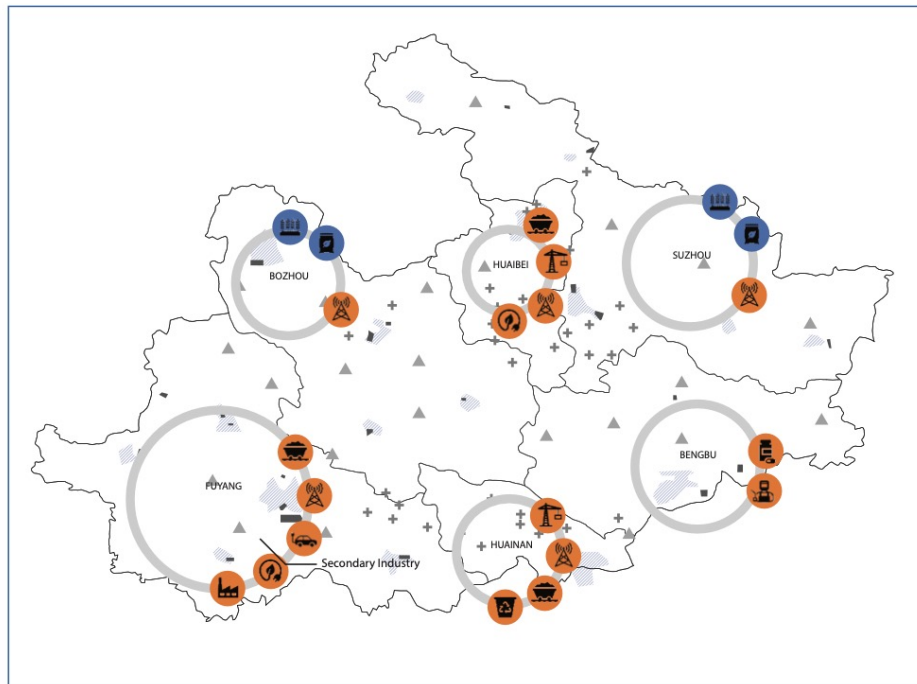 HUAIBEI
SUZHOU
BOZHOU
BENGBU
FUYANG
HUAINAN
Secondary Industry